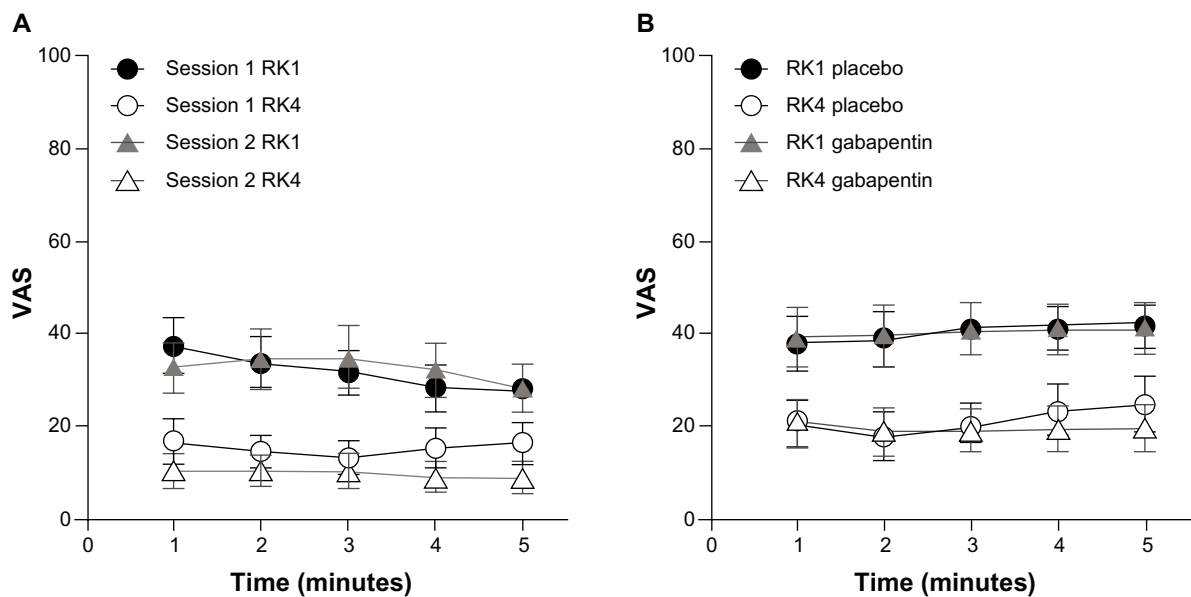 A
100
80
60
40
20
0
VAS
Session 1 RK1
Session 1 RK4
Session 2 RK1
Session 2 RK4
0 1 2 3 4 5
Time (minutes)
B
100
80
60
40
20
0
VAS
RK1 placebo
RK4 placebo
RK1 gabapentin
RK4 gabapentin
0 1 2 3 4 5
Time (minutes)